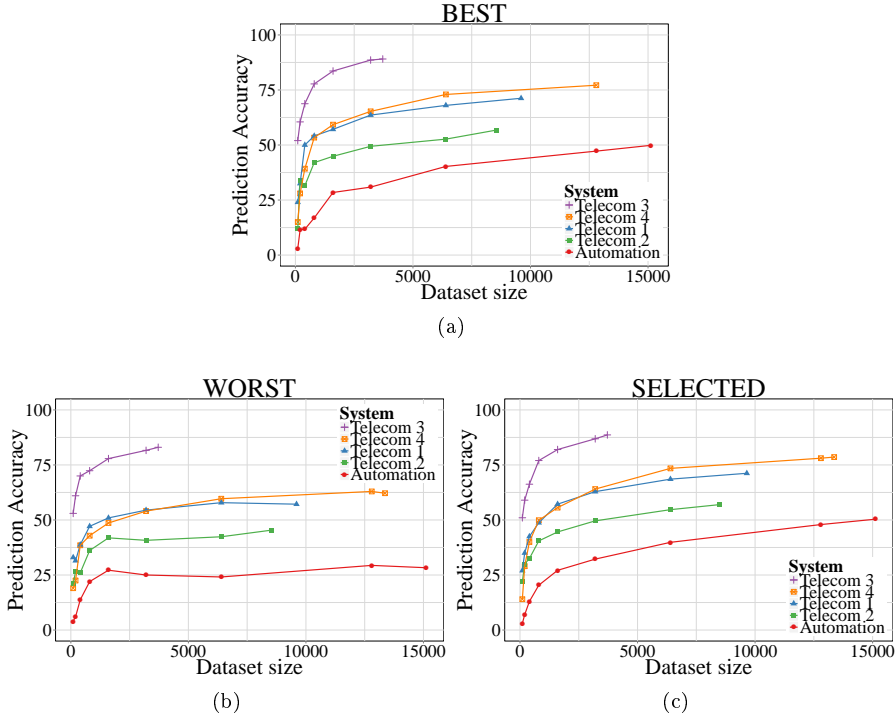 BEST
100
75
50
25
0
Prediction Accuracy
System
Telecom 3
Telecom 4
Telecom 1
Telecom 2
Automation
0
5000
10000
15000
Dataset size
(a)
WORST
100
75
50
25
0
Prediction Accuracy
System
Telecom 3
Telecom 4
Telecom 1
Telecom 2
Automation
0
5000
10000
15000
Dataset size
(b)
SELECTED
100
75
50
25
0
Prediction Accuracy
System
Telecom 3
Telecom 4
Telecom 1
Telecom 2
Automation
0
5000
10000
15000
Dataset size
(c)